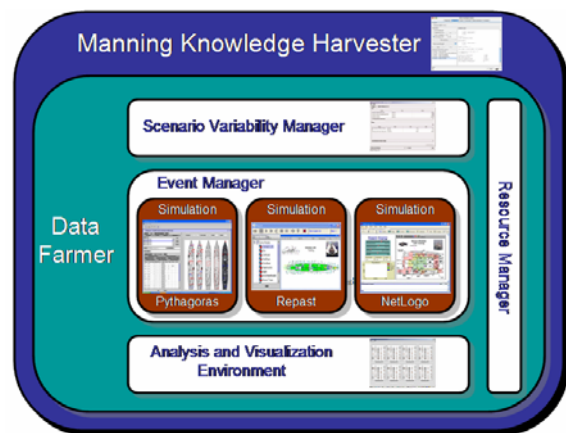 Manning Knowledge Harvester
Scenario Variability Manager
Event Manager
Simulation
Simulation
Simulation
Data
Farmer
Pythagoras
Repast
NetLogo
Resource Manager
Analysis and Visualization
Environment